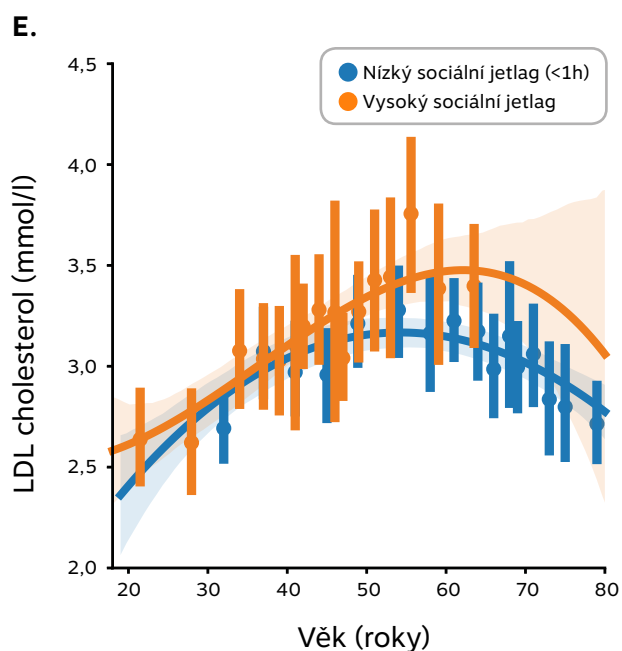 E.
Nízký sociální jetlag (<1h)
Vysoký sociální jetlag
LDL cholesterol (mmol/l)
4,5
4,0
3,5
3,0
2,5
2,0
20 30 40 50 60 70 80
Věk (roky)